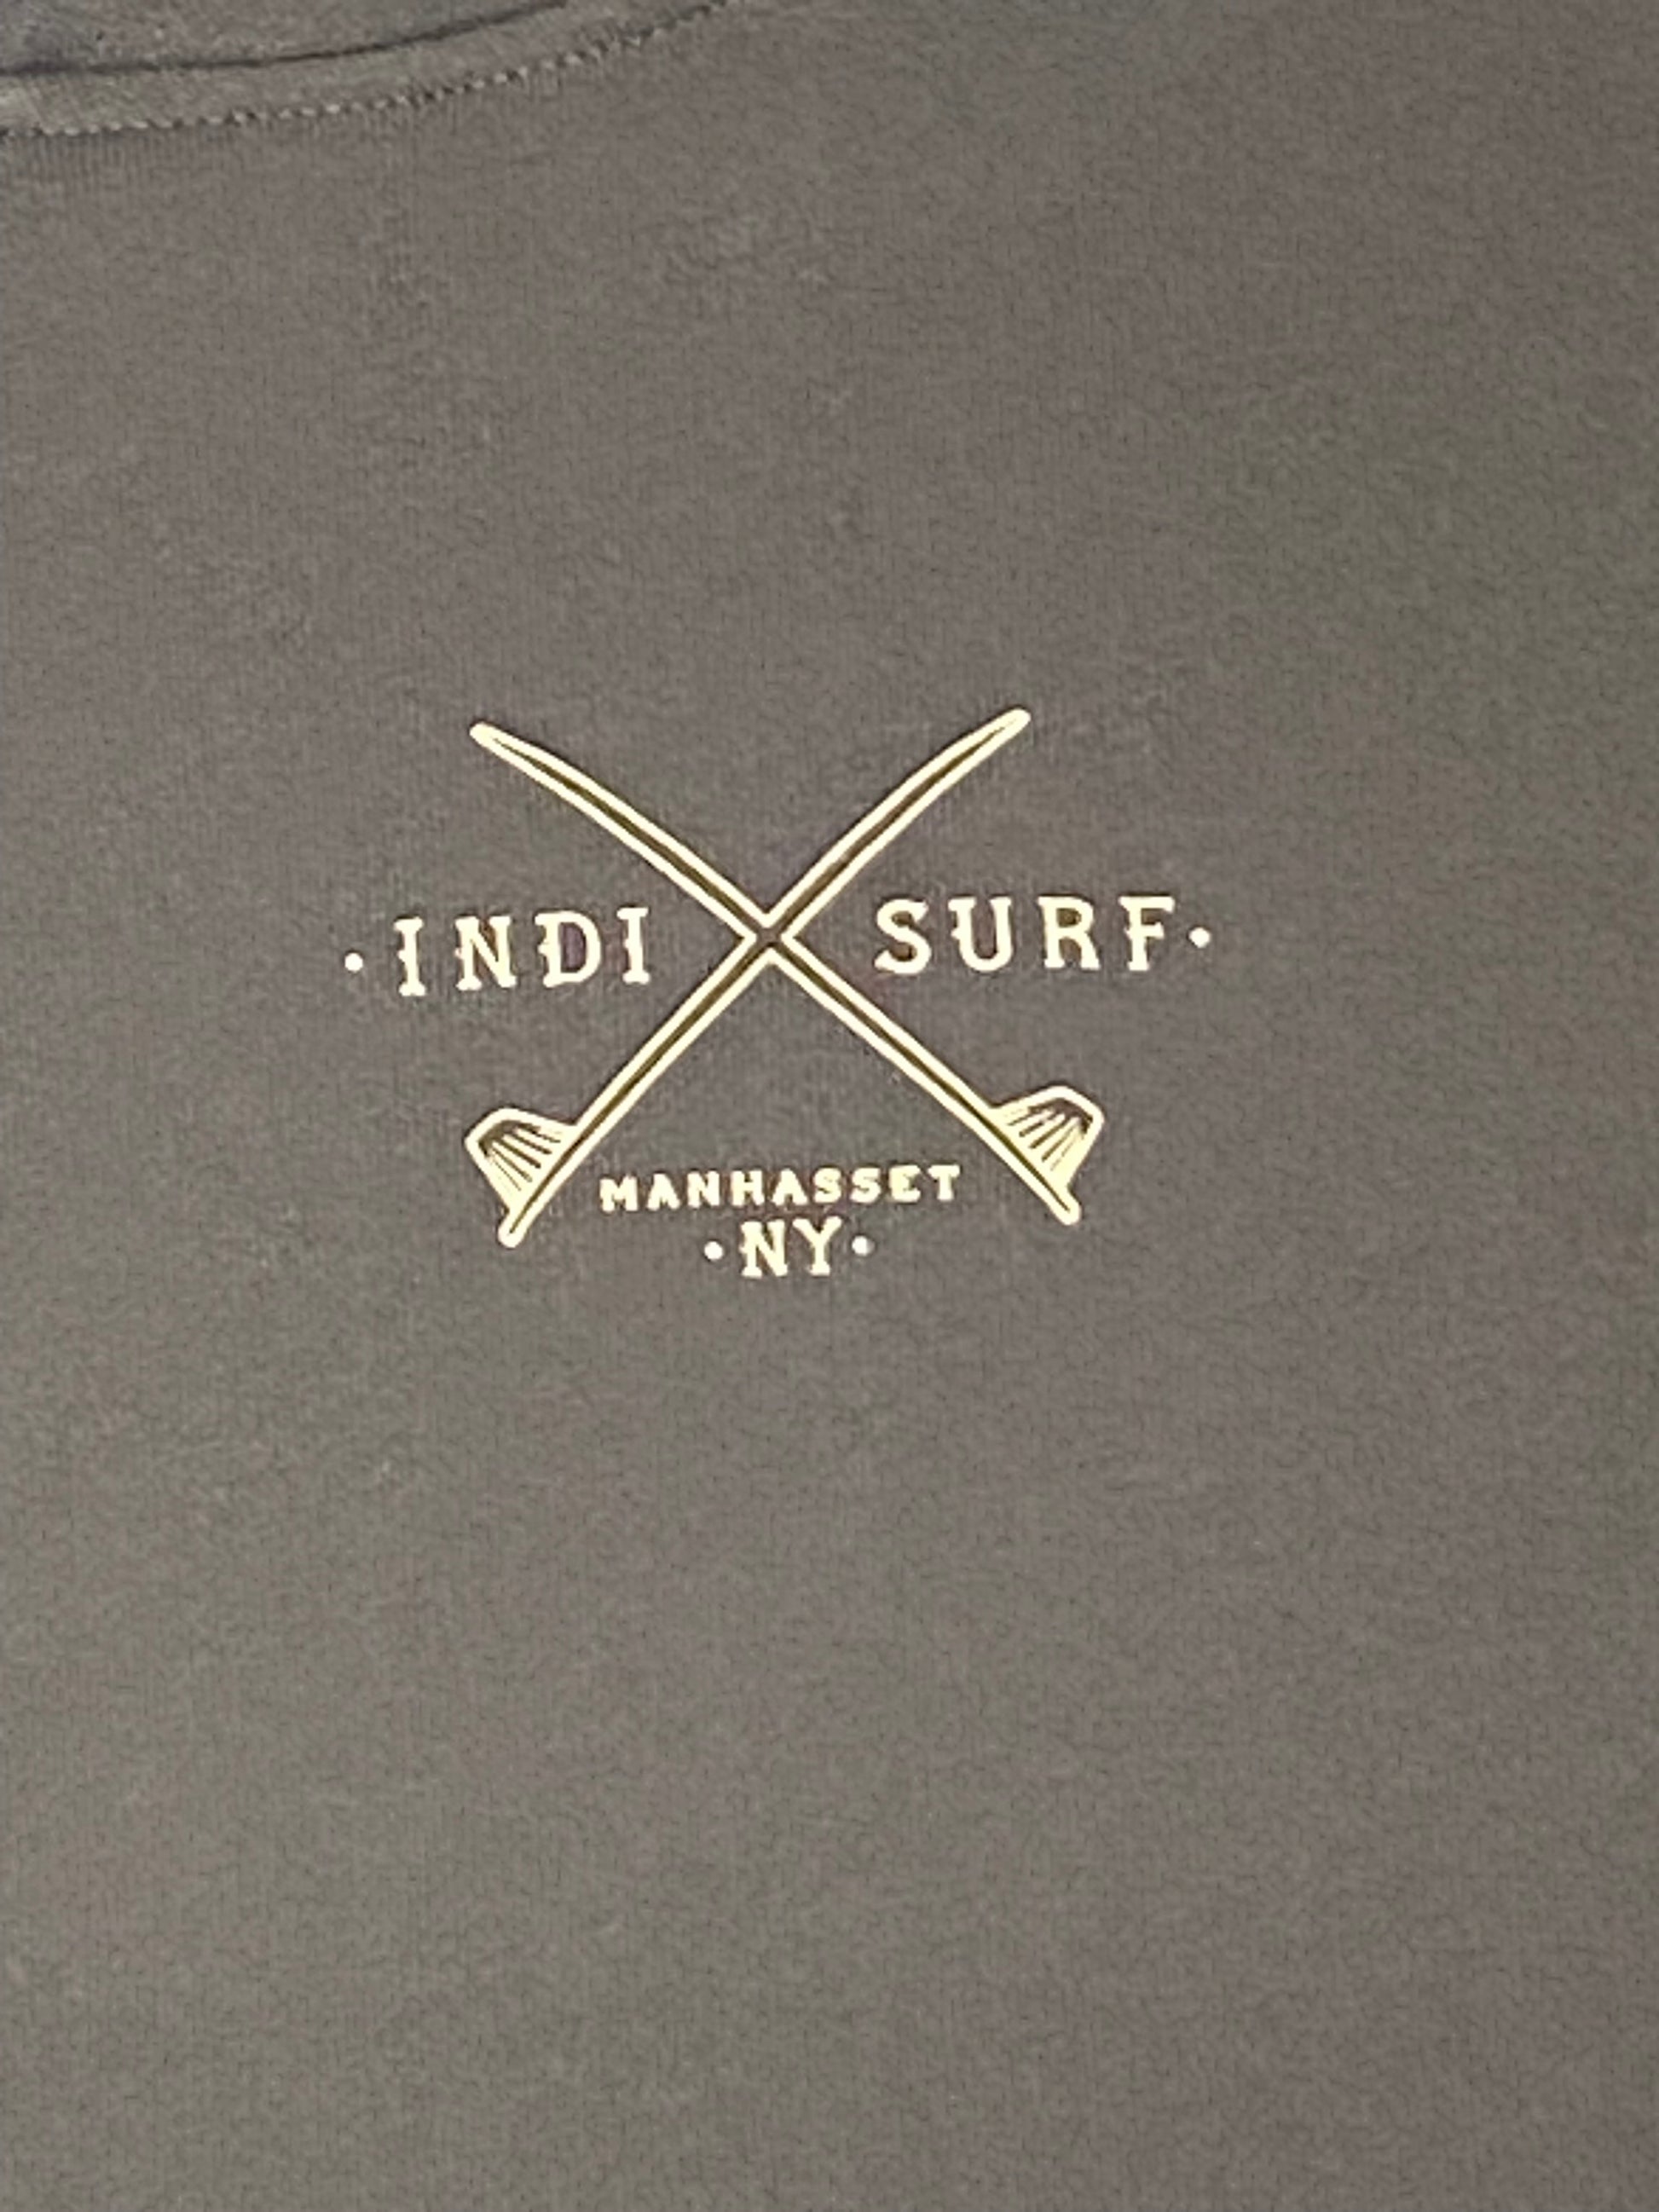 ·INDI SURF·
MANHASSET
·NY·